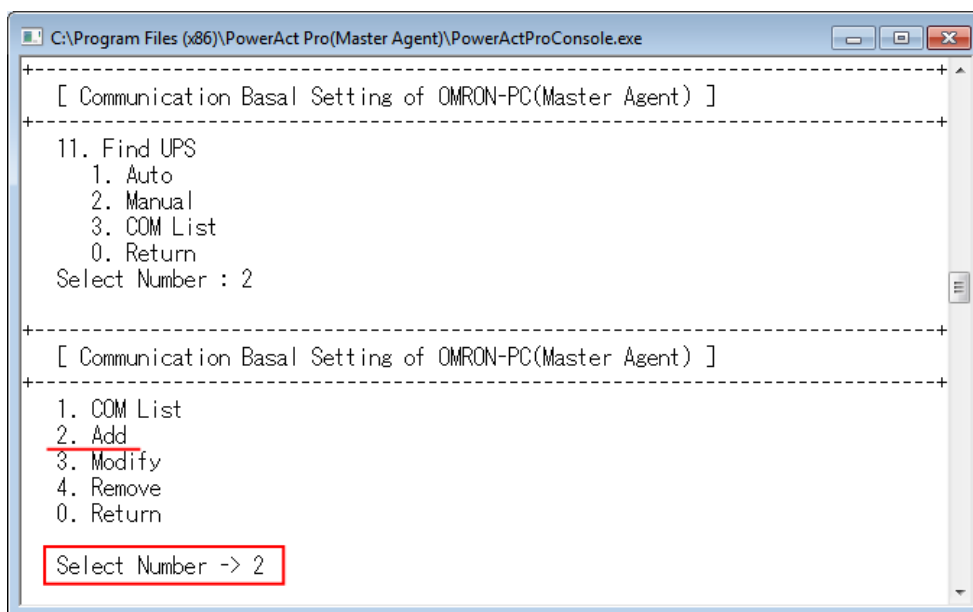 C:\Program Files (x86)\PowerAct Pro(Master Agent)\PowerActProConsole.exe
+------------------------------------------------------------------------------+
[ Communication Basal Setting of OMRON-PC(Master Agent) ]
+------------------------------------------------------------------------------+
11. Find UPS
1. Auto
2. Manual
3. COM List
0. Return
Select Number : 2
+------------------------------------------------------------------------------+
[ Communication Basal Setting of OMRON-PC(Master Agent) ]
+------------------------------------------------------------------------------+
1. COM List
2. Add
3. Modify
4. Remove
0. Return
Select Number -> 2